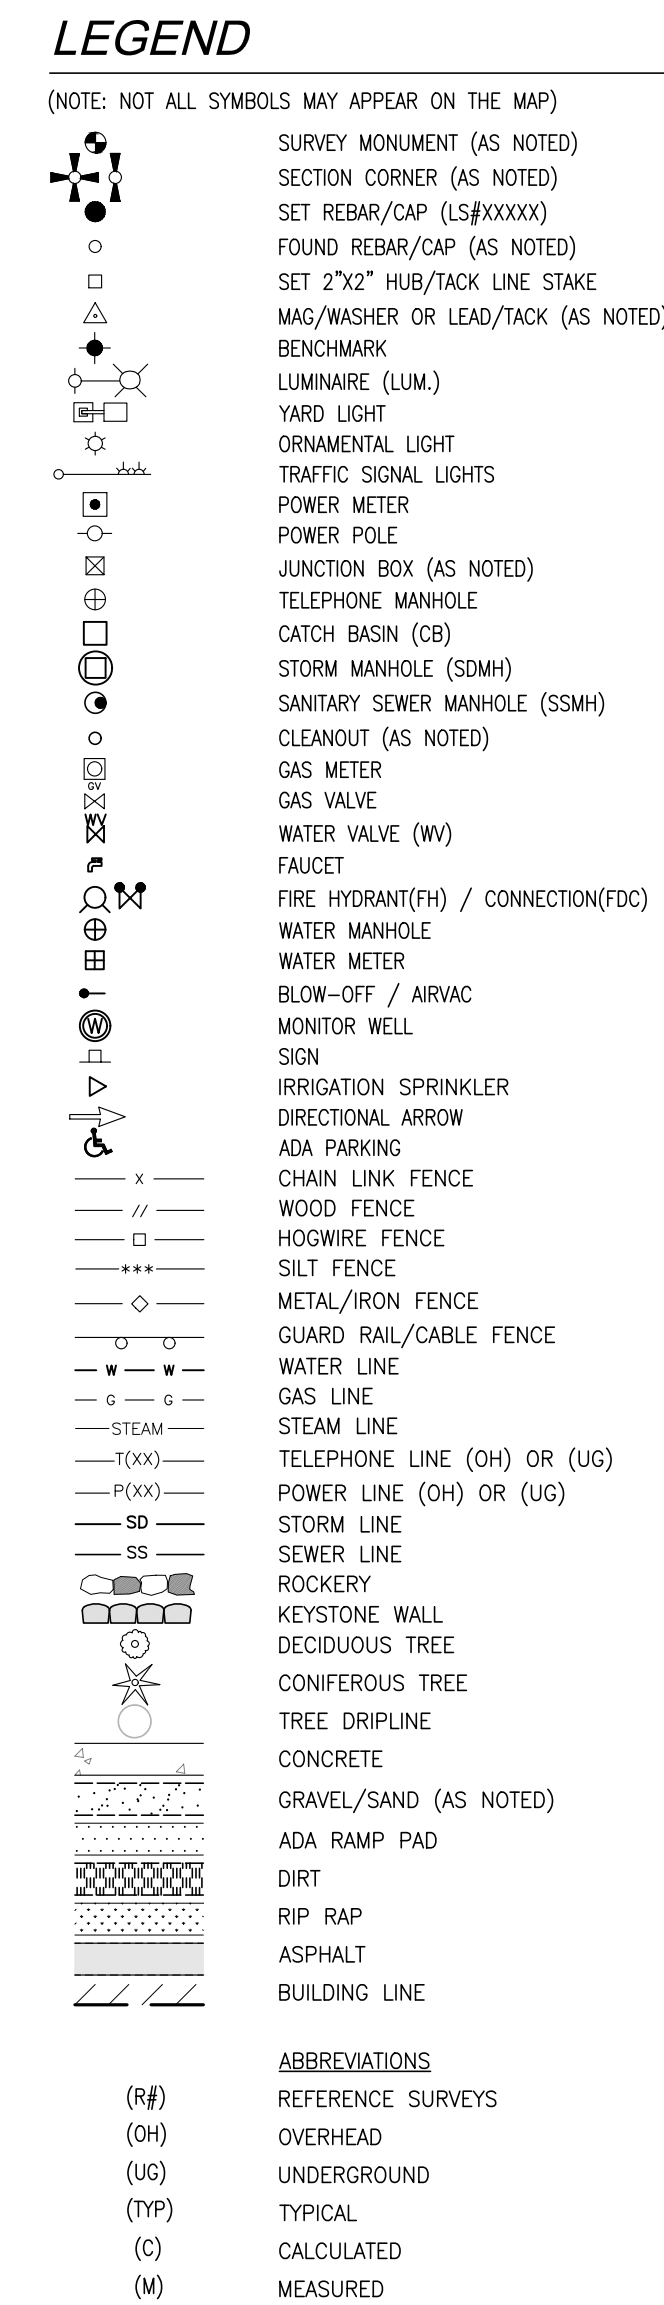 LEGEND
(NOTE: NOT ALL SYMBOLS MAY APPEAR ON THE MAP)
SURVEY MONUMENT (AS NOTED)
SECTION CORNER (AS NOTED)
SET REBAR/CAP (LS#XXXXX)
FOUND REBAR/CAP (AS NOTED)
SET 2"X2" HUB/TACK LINE STAKE
MAG/WASHER OR LEAD/TACK (AS NOTED)
BENCHMARK
LUMINAIRE (LUM.)
YARD LIGHT
ORNAMENTAL LIGHT
TRAFFIC SIGNAL LIGHTS
POWER METER
POWER POLE
JUNCTION BOX (AS NOTED)
TELEPHONE MANHOLE
CATCH BASIN (CB)
STORM MANHOLE (SDMH)
SANITARY SEWER MANHOLE (SSMH)
CLEANOUT (AS NOTED)
GAS METER
GV GAS VALVE
WV WATER VALVE (WV)
FAUCET
FIRE HYDRANT(FH) / CONNECTION(FDC)
WATER MANHOLE
WATER METER
BLOW-OFF / AIRVAC
W MONITOR WELL
SIGN
IRRIGATION SPRINKLER
DIRECTIONAL ARROW
ADA PARKING
X CHAIN LINK FENCE
// WOOD FENCE
HOGWIRE FENCE
*** SILT FENCE
METAL/IRON FENCE
GUARD RAIL/CABLE FENCE
W W WATER LINE
G G GAS LINE
STEAM STEAM LINE
T(XX) TELEPHONE LINE (OH) OR (UG)
P(XX) POWER LINE (OH) OR (UG)
SD STORM LINE
SS SEWER LINE
ROCKERY
KEYSTONE WALL
DECIDUOUS TREE
CONIFEROUS TREE
TREE DRIPLINE
CONCRETE
GRAVEL/SAND (AS NOTED)
ADA RAMP PAD
DIRT
RIP RAP
ASPHALT
BUILDING LINE
ABBREVIATIONS
(R#) REFERENCE SURVEYS
(OH) OVERHEAD
(UG) UNDERGROUND
(TYP) TYPICAL
(C) CALCULATED
(M) MEASURED